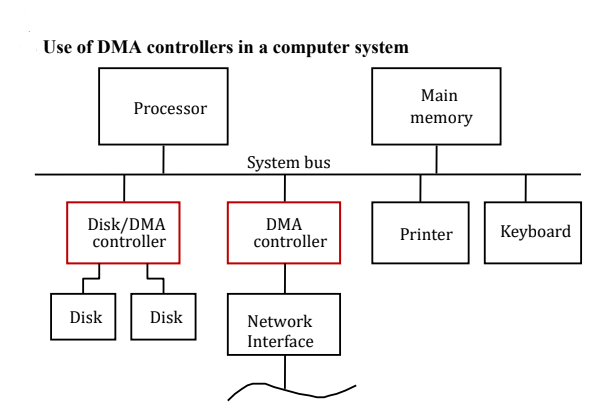 Use of DMA controllers in a computer system
Processor
Main
memory
System bus
Disk/DMA
controller
DMA
controller
Printer
Keyboard
Disk
Disk
Network
Interface